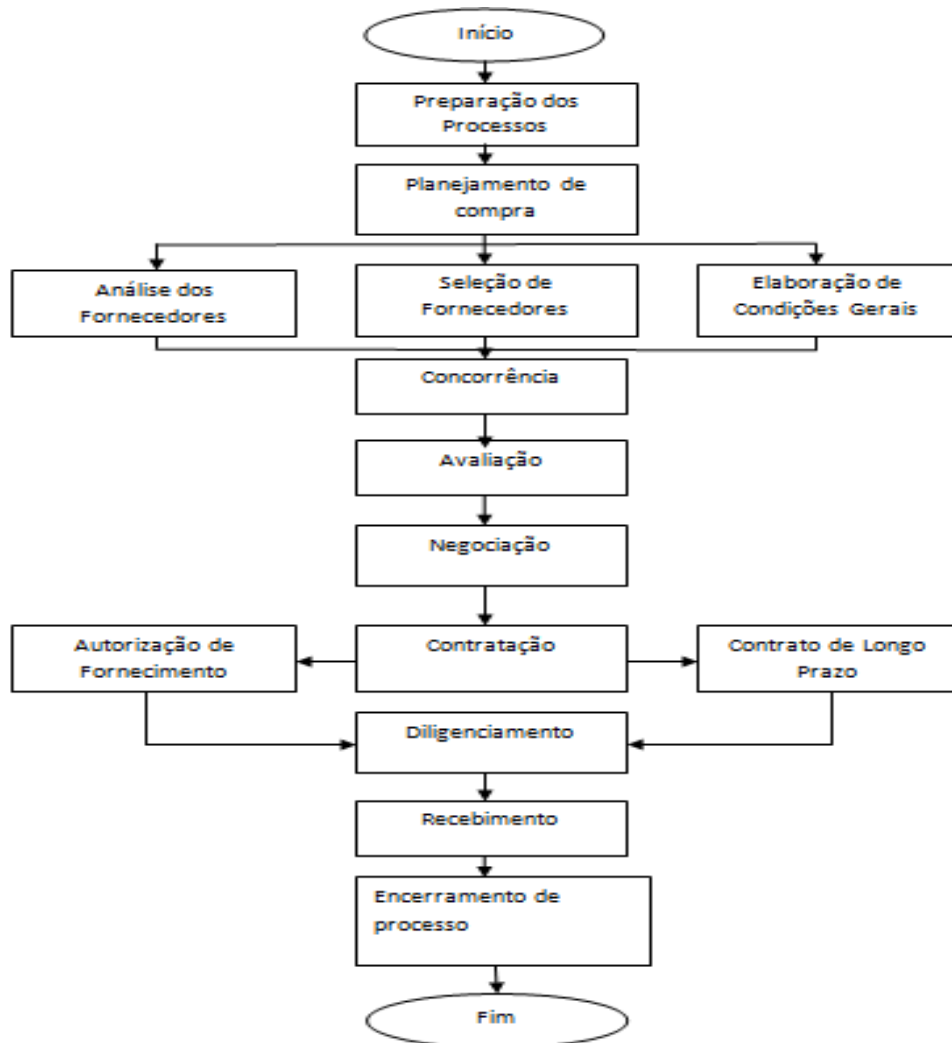 Início
Preparação dos
Processos
Planejamento de
compra
Análise dos
Fornecedores
Seleção de
Fornecedores
Elaboração de
Condições Gerais
Concorrência
Avaliação
Negociação
Autorização de
Fornecimento
Contratação
Contrato de Longo
Prazo
Diligenciamento
Recebimento
Encerramento de
processo
Fim